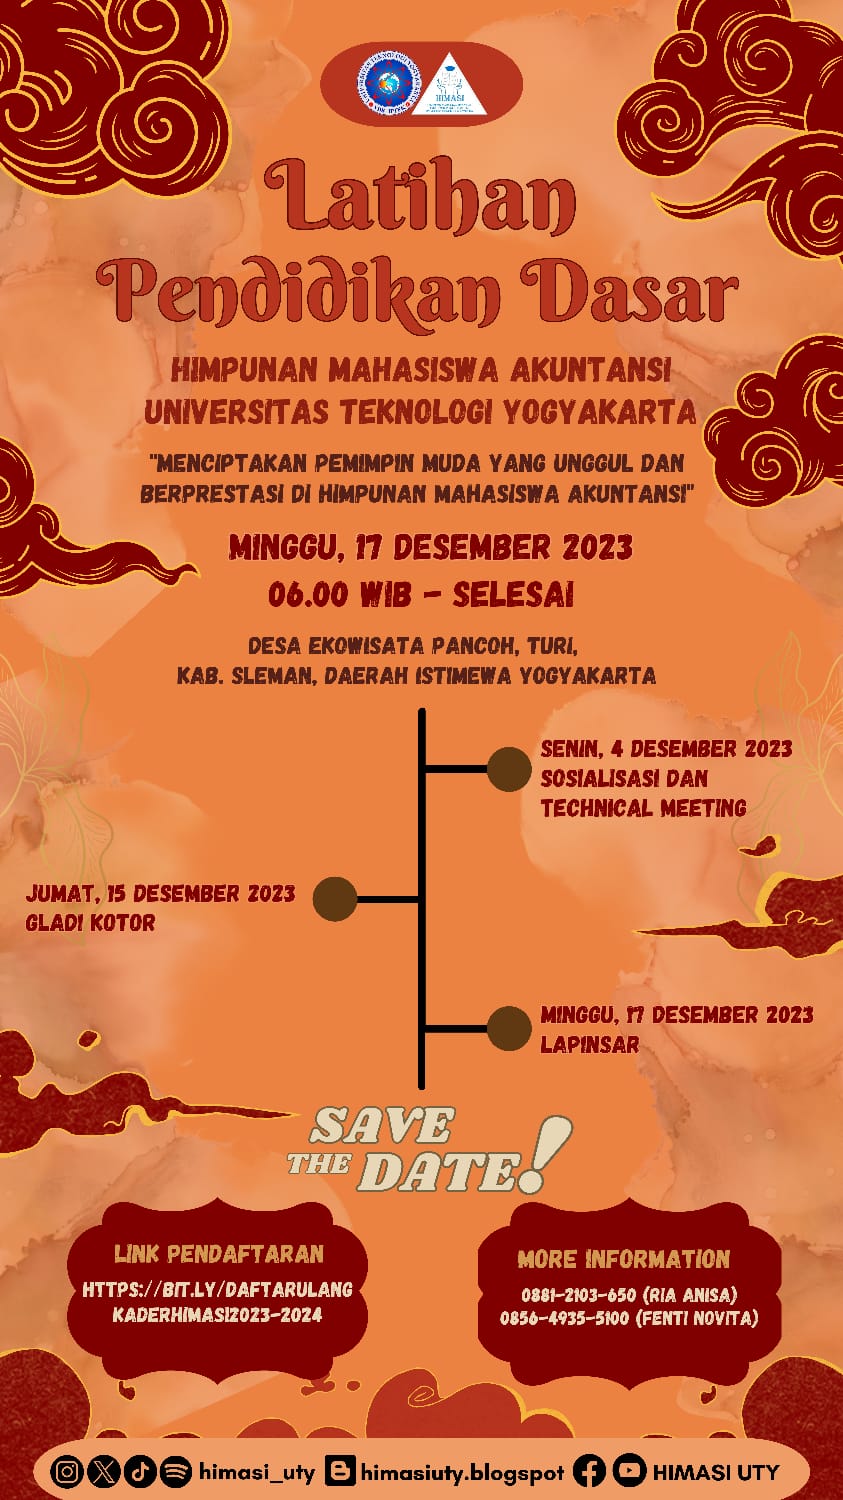 HIMASI
Latihan
Pendidikan Dasar
HIMPUNAN MAHASISWA AKUNTANSI
UNIVERSITAS TEKNOLOGI YOGYAKARTA
"MENCIPTAKAN PEMIMPIN MUDA YANG UNGGUL DAN
BERPRESTASI DI HIMPUNAN MAHASISWA AKUNTANSI"
MINGGU, 17 DESEMBER 2023
06.00 WIB - SELESAI
DESA EKOWISATA PANCOH, TURI,
KAB. SLEMAN, DAERAH ISTIMEWA YOGYAKARTA
SENIN, 4 DESEMBER 2023
SOSIALISASI DAN
TECHNICAL MEETING
JUMAT, 15 DESEMBER 2023
GLADI KOTOR
MINGGU, 17 DESEMBER 2023
LAPINSAR
SAVE
THE DATE!
LINK PENDAFTARAN
HTTPS://BIT.LY/DAFTARULANG
KADERHIMASI2023-2024
MORE INFORMATION
0881-2103-650 (RIA ANISA)
0856-4935-5100 (FENTI NOVITA)
himasi_uty himasiuty.blogspot HIMASI UTY